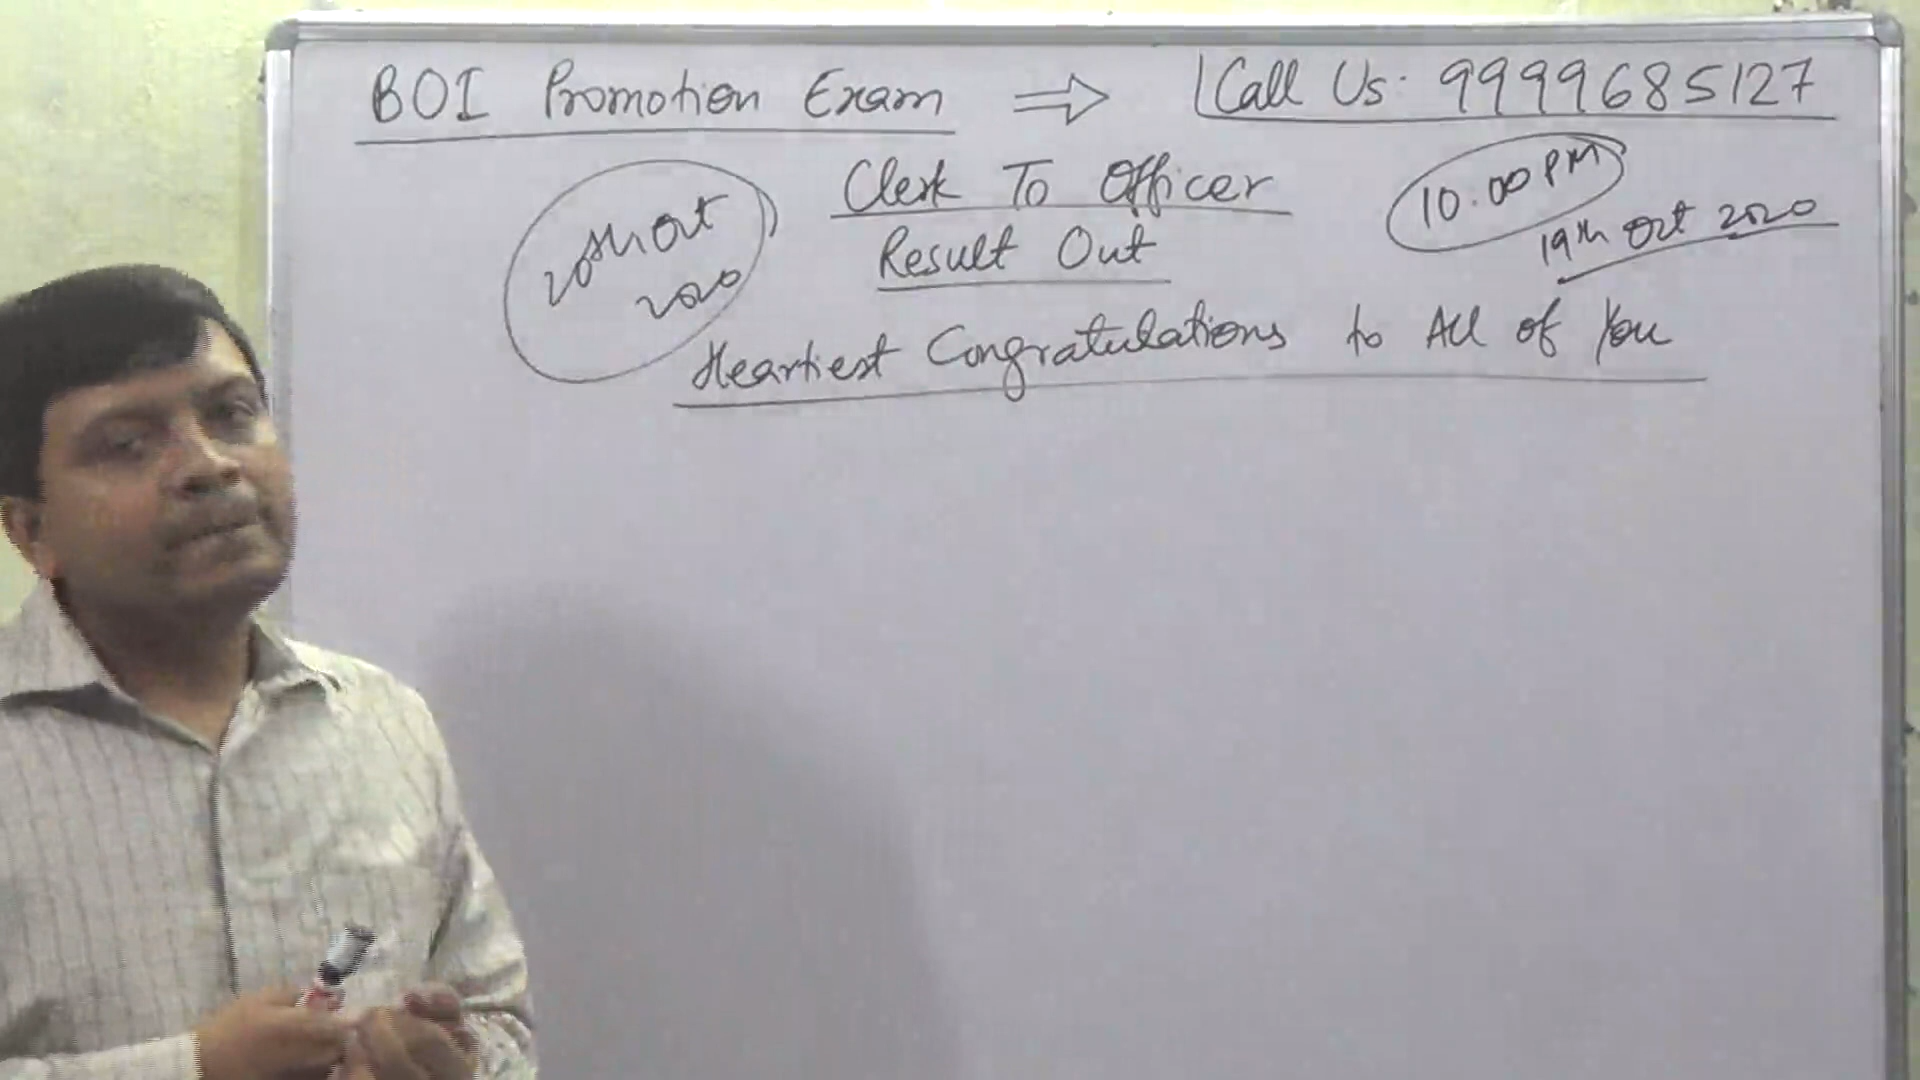 BOI Promotion Exam ⇒ Call Us: 9999685127
Clerk To Officer
Result Out
10.00 PM
19th Oct 2020
20th Oct
2020
Heartiest Congratulations to All of You